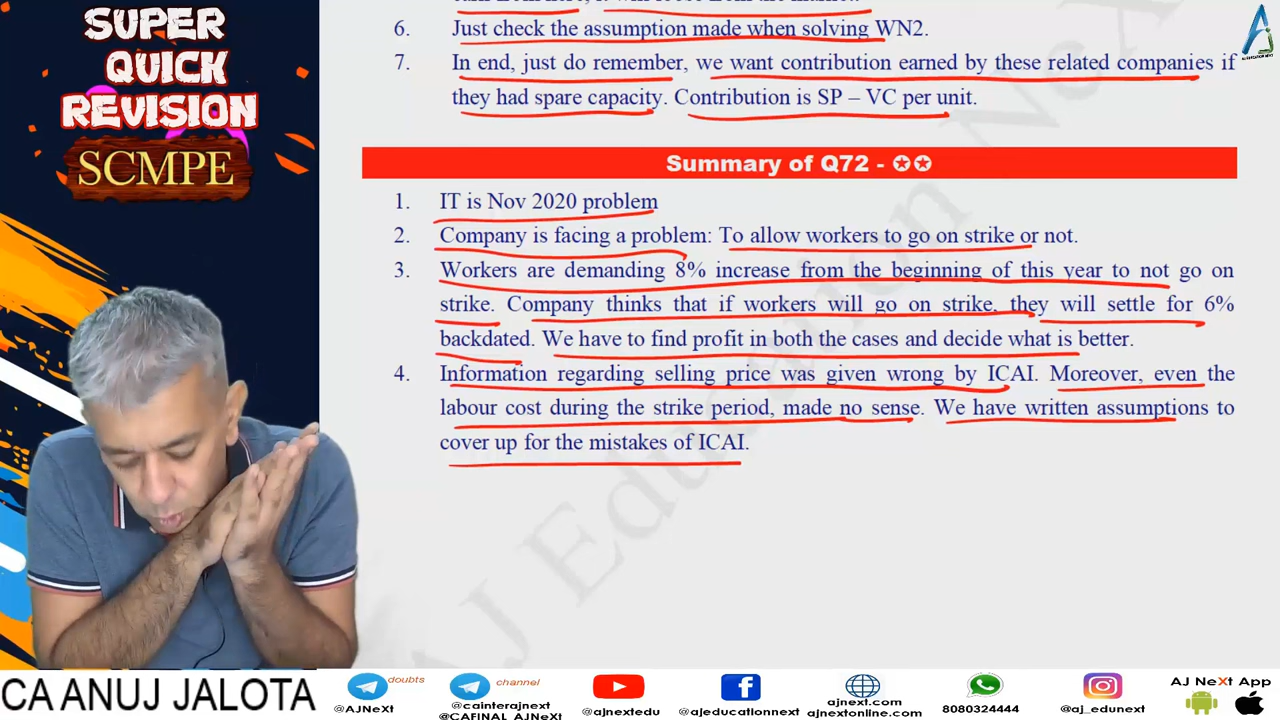 SUPER
QUICK
REVISION
SCMPE
6. Just check the assumption made when solving WN2.
7. In end, just do remember, we want contribution earned by these related companies if
they had spare capacity. Contribution is SP – VC per unit.
Summary of Q72 - ✪✪
1. IT is Nov 2020 problem
2. Company is facing a problem: To allow workers to go on strike or not.
3. Workers are demanding 8% increase from the beginning of this year to not go on
strike. Company thinks that if workers will go on strike, they will settle for 6%
backdated. We have to find profit in both the cases and decide what is better.
4. Information regarding selling price was given wrong by ICAI. Moreover, even the
labour cost during the strike period, made no sense. We have written assumptions to
cover up for the mistakes of ICAI.
AJ Education NeXt
CA ANUJ JALOTA
doubts
@AJNeXt
channel
@cainterajnext
@CAFINAL_AJNeXt
@ajnextedu
@ajeducationnext
ajnext.com
ajnextonline.com
8080324444
@aj_edunext
AJ NeXt App